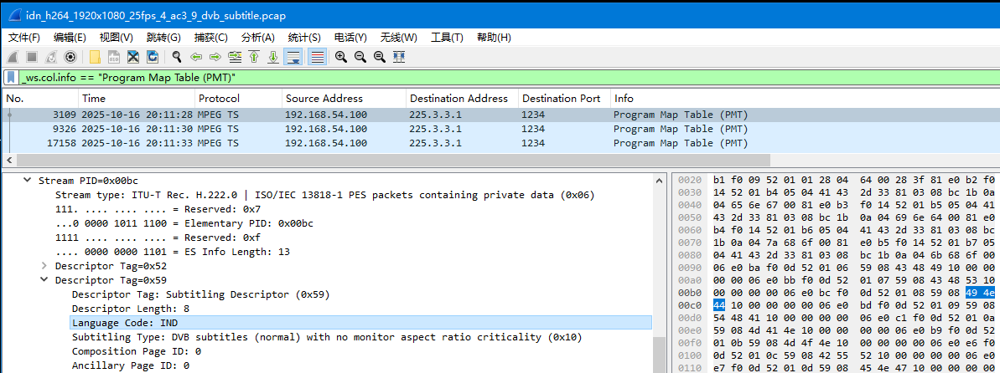 idn_h264_1920x1080_25fps_4_ac3_9_dvb_subtitle.pcap
文件(F) 编辑(E) 视图(V) 跳转(G) 捕获(C) 分析(A) 统计(S) 电话(Y) 无线(W) 工具(T) 帮助(H)
_ws.col.info == "Program Map Table (PMT)"
No. Time Protocol Source Address Destination Address Destination Port Info
3109 2025-10-16 20:11:28 MPEG TS 192.168.54.100 225.3.3.1 1234 Program Map Table (PMT)
9326 2025-10-16 20:11:30 MPEG TS 192.168.54.100 225.3.3.1 1234 Program Map Table (PMT)
17158 2025-10-16 20:11:33 MPEG TS 192.168.54.100 225.3.3.1 1234 Program Map Table (PMT)
Stream PID=0x00bc
Stream type: ITU-T Rec. H.222.0 | ISO/IEC 13818-1 PES packets containing private data (0x06)
111. .... .... .... = Reserved: 0x7
...0 0000 1011 1100 = Elementary PID: 0x00bc
1111 .... .... .... = Reserved: 0xf
.... 0000 0000 1101 = ES Info Length: 13
Descriptor Tag=0x52
Descriptor Tag=0x59
Descriptor Tag: Subtitling Descriptor (0x59)
Descriptor Length: 8
Language Code: IND
Subtitling Type: DVB subtitles (normal) with no monitor aspect ratio criticality (0x10)
Composition Page ID: 0
Ancillary Page ID: 0
0020 b1 f0 09 52 01 01 28 04 64 00 28 3f 81 e0 b2 f0
0030 14 52 01 b4 05 04 41 43 2d 33 81 03 08 bc 1b 0a
0040 04 65 6e 67 00 81 e0 b3 f0 14 52 01 b5 05 04 41
0050 43 2d 33 81 03 08 bc 1b 0a 04 69 6e 64 00 81 e0
0060 b4 f0 14 52 01 b6 05 04 41 43 2d 33 81 03 08 bc
0070 1b 0a 04 7a 68 6f 00 81 e0 b5 f0 14 52 01 b7 05
0080 04 41 43 2d 33 81 03 08 bc 1b 0a 04 6b 68 6f 00
0090 06 e0 ba f0 0d 52 01 06 59 08 43 48 49 10 00 00
00a0 00 00 06 e0 bb f0 0d 52 01 07 59 08 43 48 53 10
00b0 00 00 00 00 06 e0 bc f0 0d 52 01 08 59 08 49 4e
00c0 44 10 00 00 00 00 06 e0 bd f0 0d 52 01 09 59 08
00d0 54 48 41 10 00 00 00 00 06 e0 c1 f0 0d 52 01 0a
00e0 59 08 4d 41 4e 10 00 00 00 00 06 e0 b9 f0 0d 52
00f0 01 0b 59 08 4d 4f 4e 10 00 00 00 00 06 e0 e6 f0
0100 0d 52 01 0c 59 08 42 55 52 10 00 00 00 00 06 e0
0110 e7 f0 0d 52 01 0d 59 08 45 4e 47 10 00 00 00 00